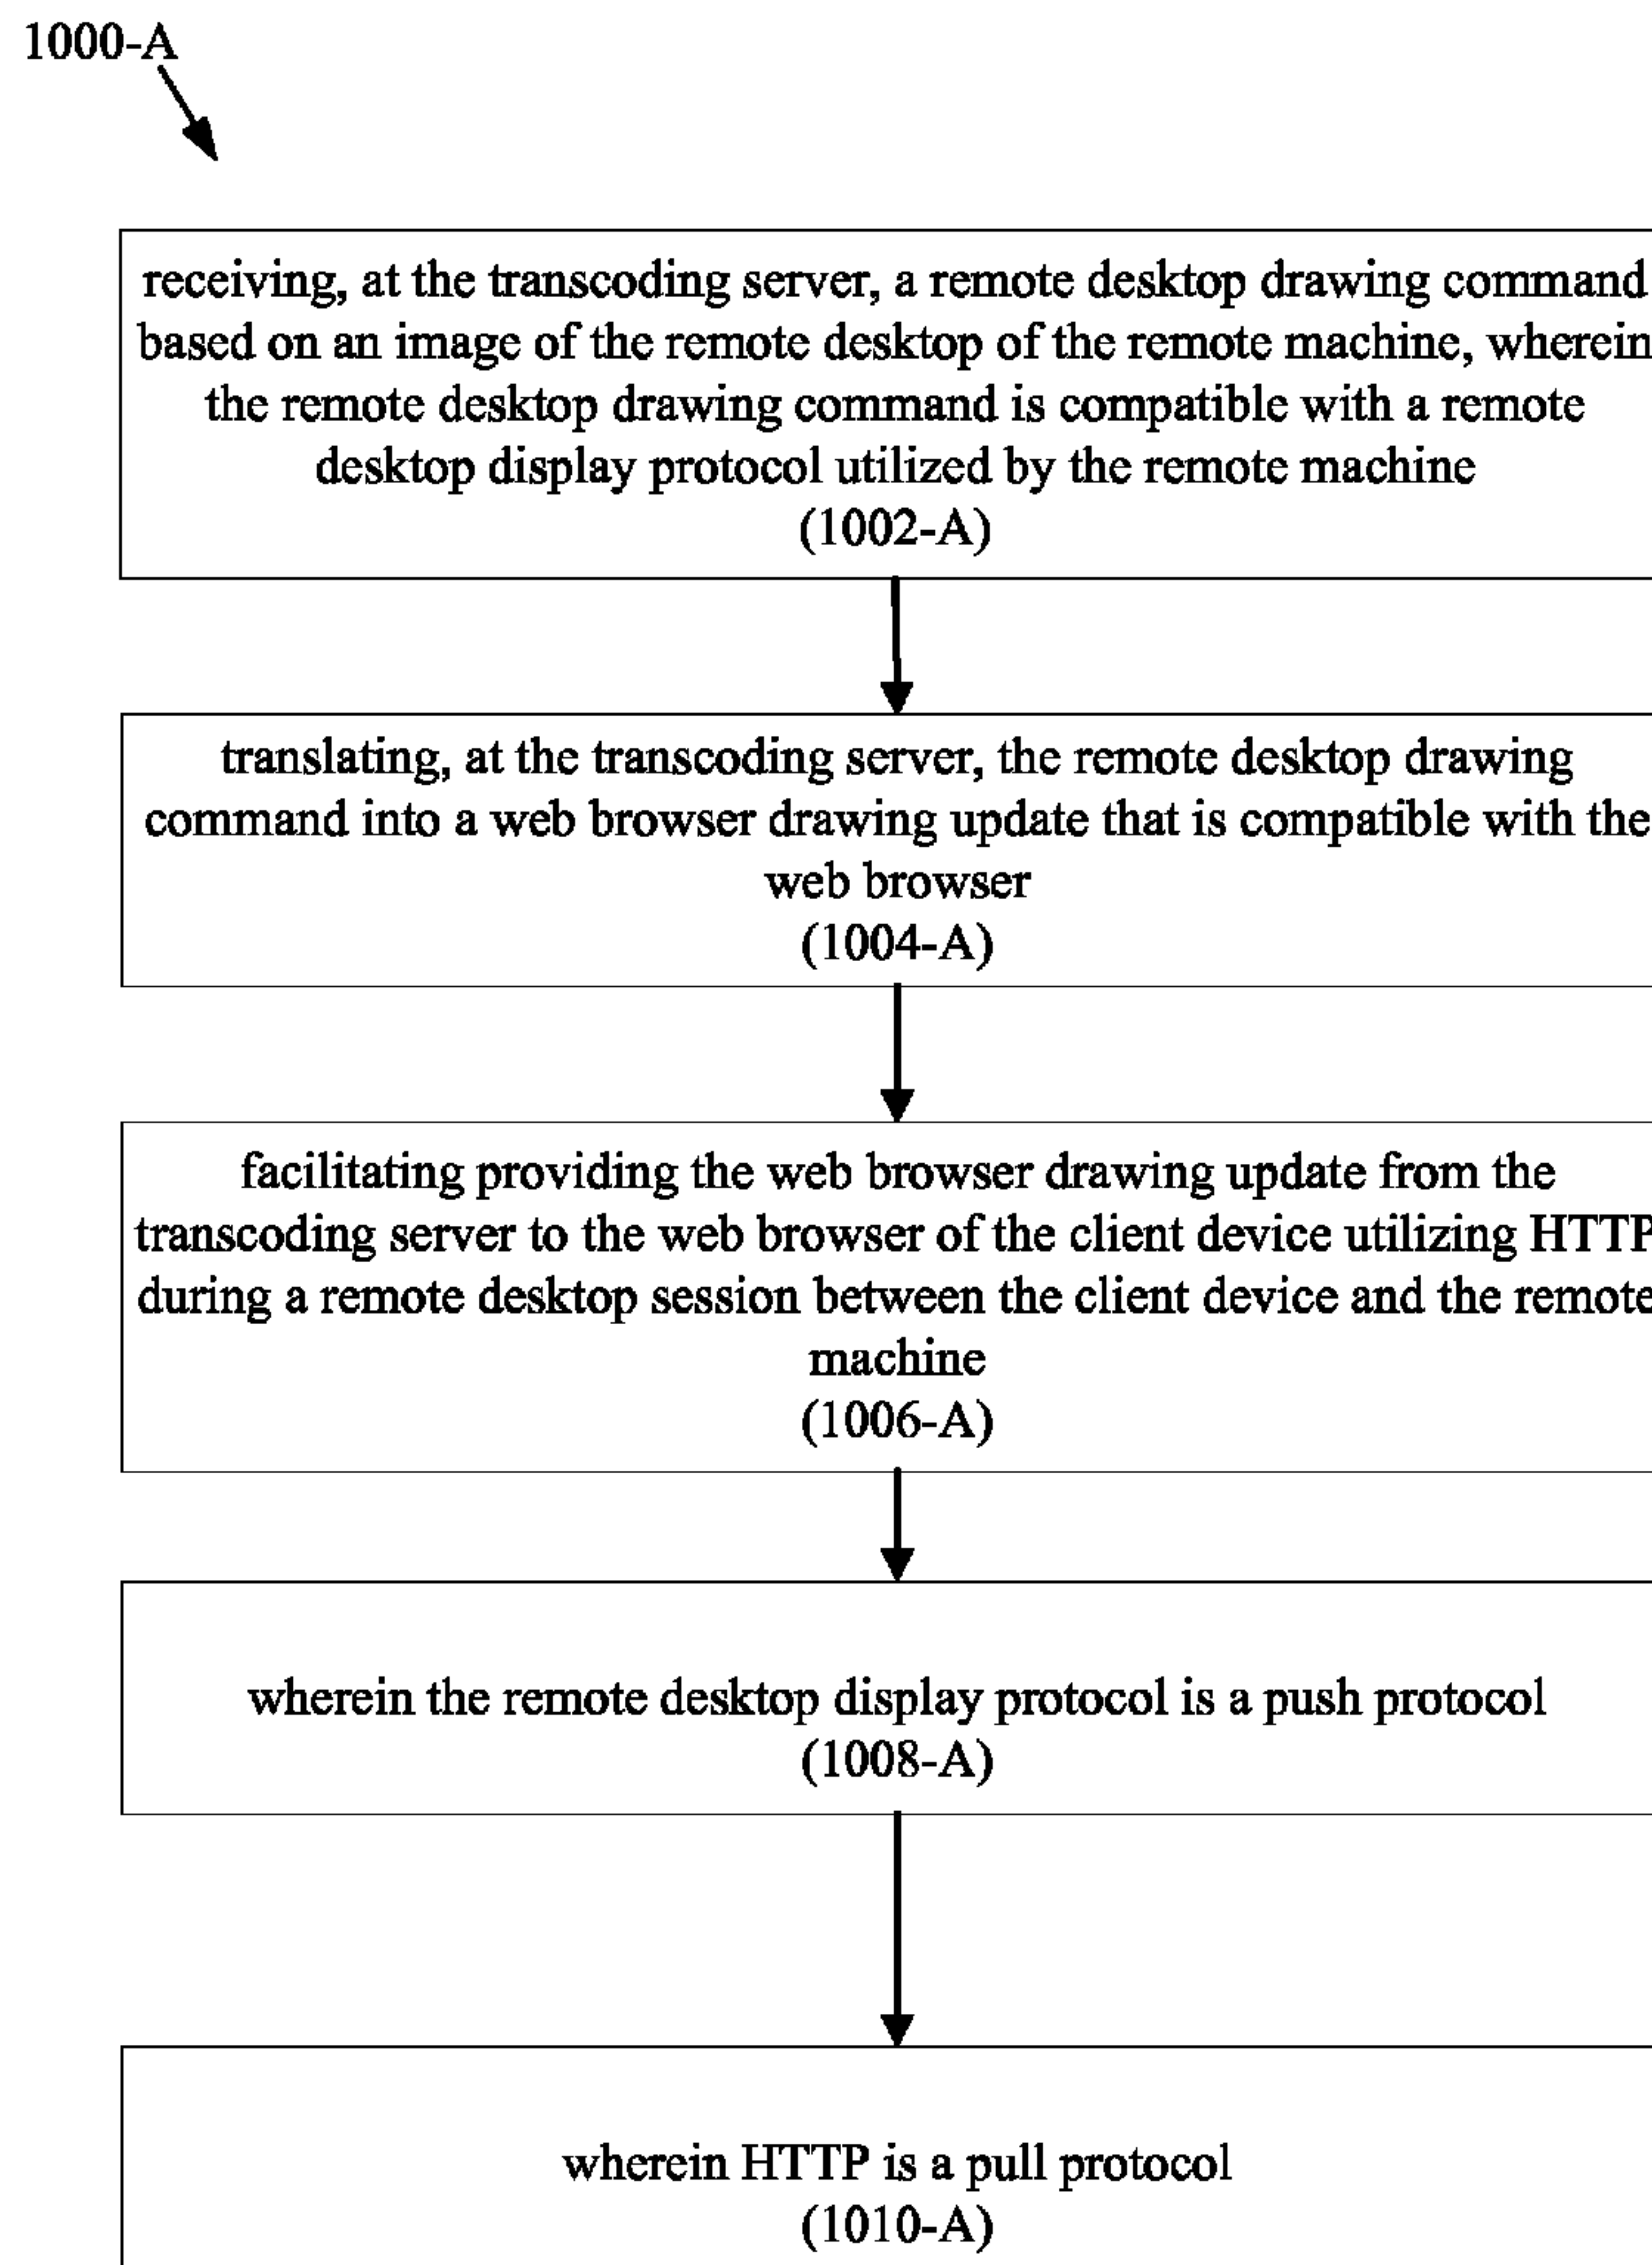 1000-A
receiving, at the transcoding server, a remote desktop drawing command
based on an image of the remote desktop of the remote machine, wherein
the remote desktop drawing command is compatible with a remote
desktop display protocol utilized by the remote machine
(1002-A)
translating, at the transcoding server, the remote desktop drawing
command into a web browser drawing update that is compatible with the
web browser
(1004-A)
facilitating providing the web browser drawing update from the
transcoding server to the web browser of the client device utilizing HTTP
during a remote desktop session between the client device and the remote
machine
(1006-A)
wherein the remote desktop display protocol is a push protocol
(1008-A)
wherein HTTP is a pull protocol
(1010-A)